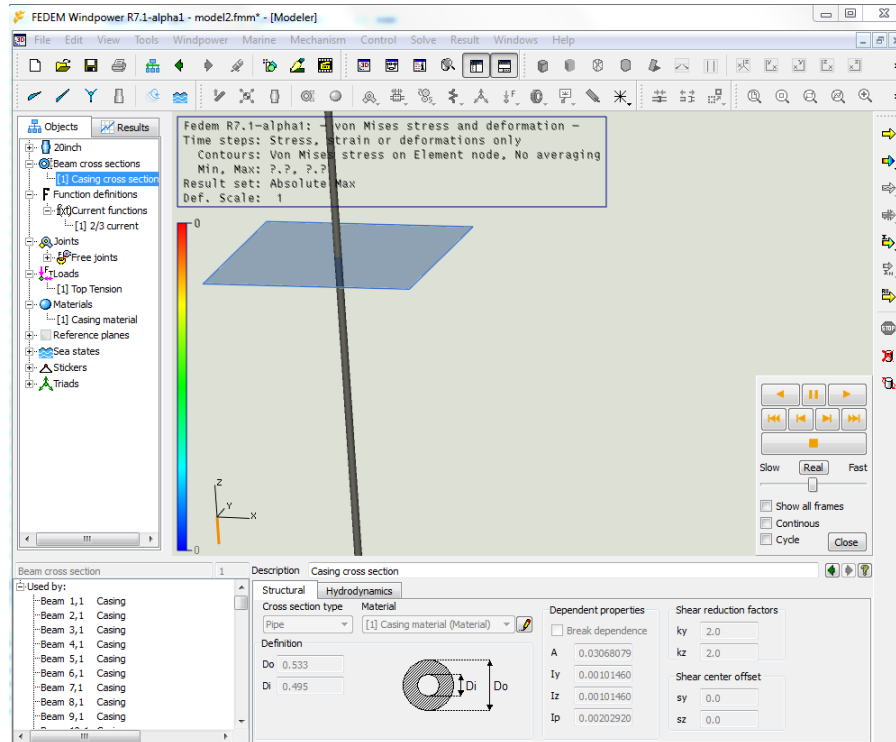 FEDEM Windpower R7.1-alpha1 - model2.fmm* - [Modeler]
File Edit View Tools Windpower Marine Mechanism Control Solve Result Windows Help
Objects Results
20inch
Beam cross sections
[1] Casing cross section
Function definitions
f(x) Current functions
[1] 2/3 current
Joints
Free joints
Loads
[1] Top Tension
Materials
[1] Casing material
Reference planes
Sea states
Stickers
Triads
Fedem R7.1-alpha1: - von Mises stress and deformation -
Time steps: Stress, strain or deformations only
Contours: Von Mises stress on Element node, No averaging
Min, Max: ?.?, ?.?
Result set: Absolute Max
Def. Scale: 1
0
0
Z
Y
X
STOP
Slow Real Fast
Show all frames
Continous
Cycle Close
Beam cross section 1
Used by:
Beam 1,1 Casing
Beam 2,1 Casing
Beam 3,1 Casing
Beam 4,1 Casing
Beam 5,1 Casing
Beam 6,1 Casing
Beam 7,1 Casing
Beam 8,1 Casing
Beam 9,1 Casing
Description Casing cross section
Structural Hydrodynamics
Cross section type Material
Pipe [1] Casing material (Material)
Definition
Do 0.533
Di 0.495
Di Do
Dependent properties
Break dependence
A 0.03068079
Iy 0.00101460
Iz 0.00101460
Ip 0.00202920
Shear reduction factors
ky 2.0
kz 2.0
Shear center offset
sy 0.0
sz 0.0